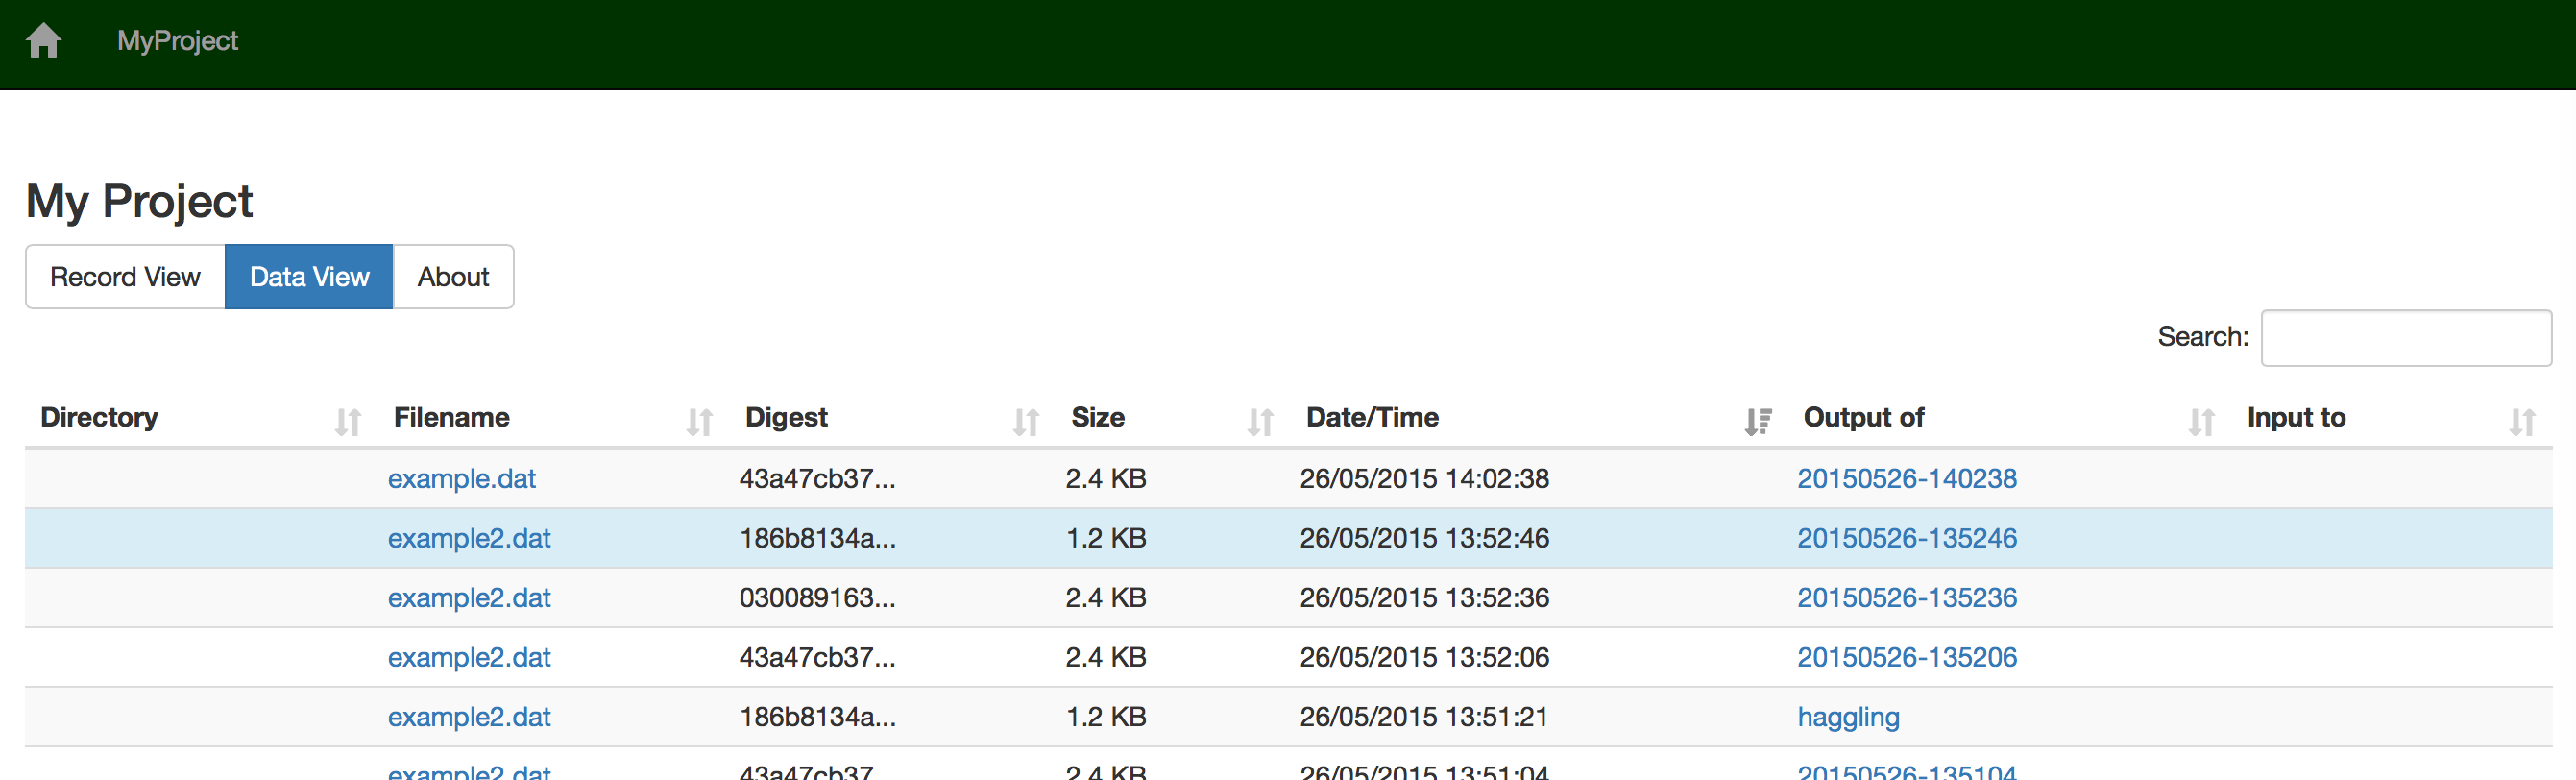 MyProject
My Project
Record View Data View About
Search:
Directory Filename Digest Size Date/Time Output of Input to
example.dat 43a47cb37... 2.4 KB 26/05/2015 14:02:38 20150526-140238
example2.dat 186b8134a... 1.2 KB 26/05/2015 13:52:46 20150526-135246
example2.dat 030089163... 2.4 KB 26/05/2015 13:52:36 20150526-135236
example2.dat 43a47cb37... 2.4 KB 26/05/2015 13:52:06 20150526-135206
example2.dat 186b8134a... 1.2 KB 26/05/2015 13:51:21 haggling
example2.dat 43a47cb37 2.4 KB 26/05/2015 13:51:04 20150526-135104